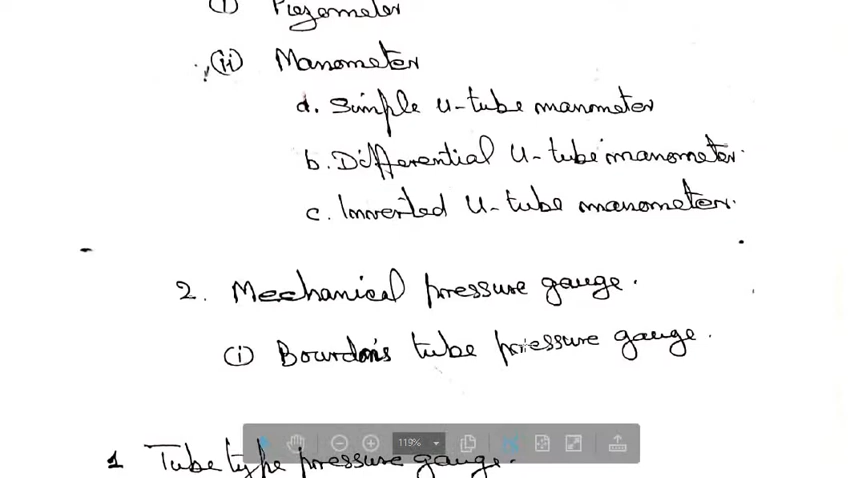 (i) Piezometer
(ii) Manometer
a. Simple U-tube manometer
b. Differential U-tube manometer.
c. Inverted U-tube manometer.
2. Mechanical pressure gauge.
(i) Bourdon's tube pressure gauge.
119%
1 Tube type pressure gauge.